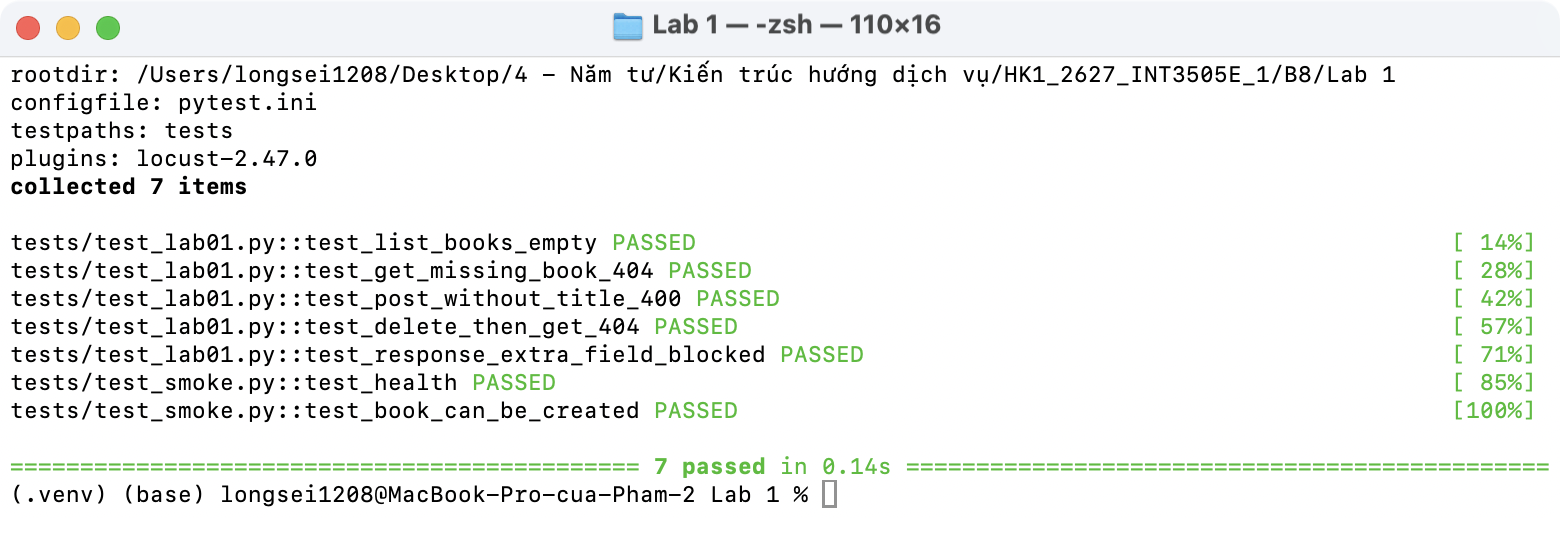 Lab 1 — -zsh — 110×16
rootdir: /Users/longsei1208/Desktop/4 - Năm tư/Kiến trúc hướng dịch vụ/HK1_2627_INT3505E_1/B8/Lab 1
configfile: pytest.ini
testpaths: tests
plugins: locust-2.47.0
collected 7 items
tests/test_lab01.py::test_list_books_empty PASSED [ 14%]
tests/test_lab01.py::test_get_missing_book_404 PASSED [ 28%]
tests/test_lab01.py::test_post_without_title_400 PASSED [ 42%]
tests/test_lab01.py::test_delete_then_get_404 PASSED [ 57%]
tests/test_lab01.py::test_response_extra_field_blocked PASSED [ 71%]
tests/test_smoke.py::test_health PASSED [ 85%]
tests/test_smoke.py::test_book_can_be_created PASSED [100%]
============================================= 7 passed in 0.14s ==============================================
(.venv) (base) longsei1208@MacBook-Pro-cua-Pham-2 Lab 1 %